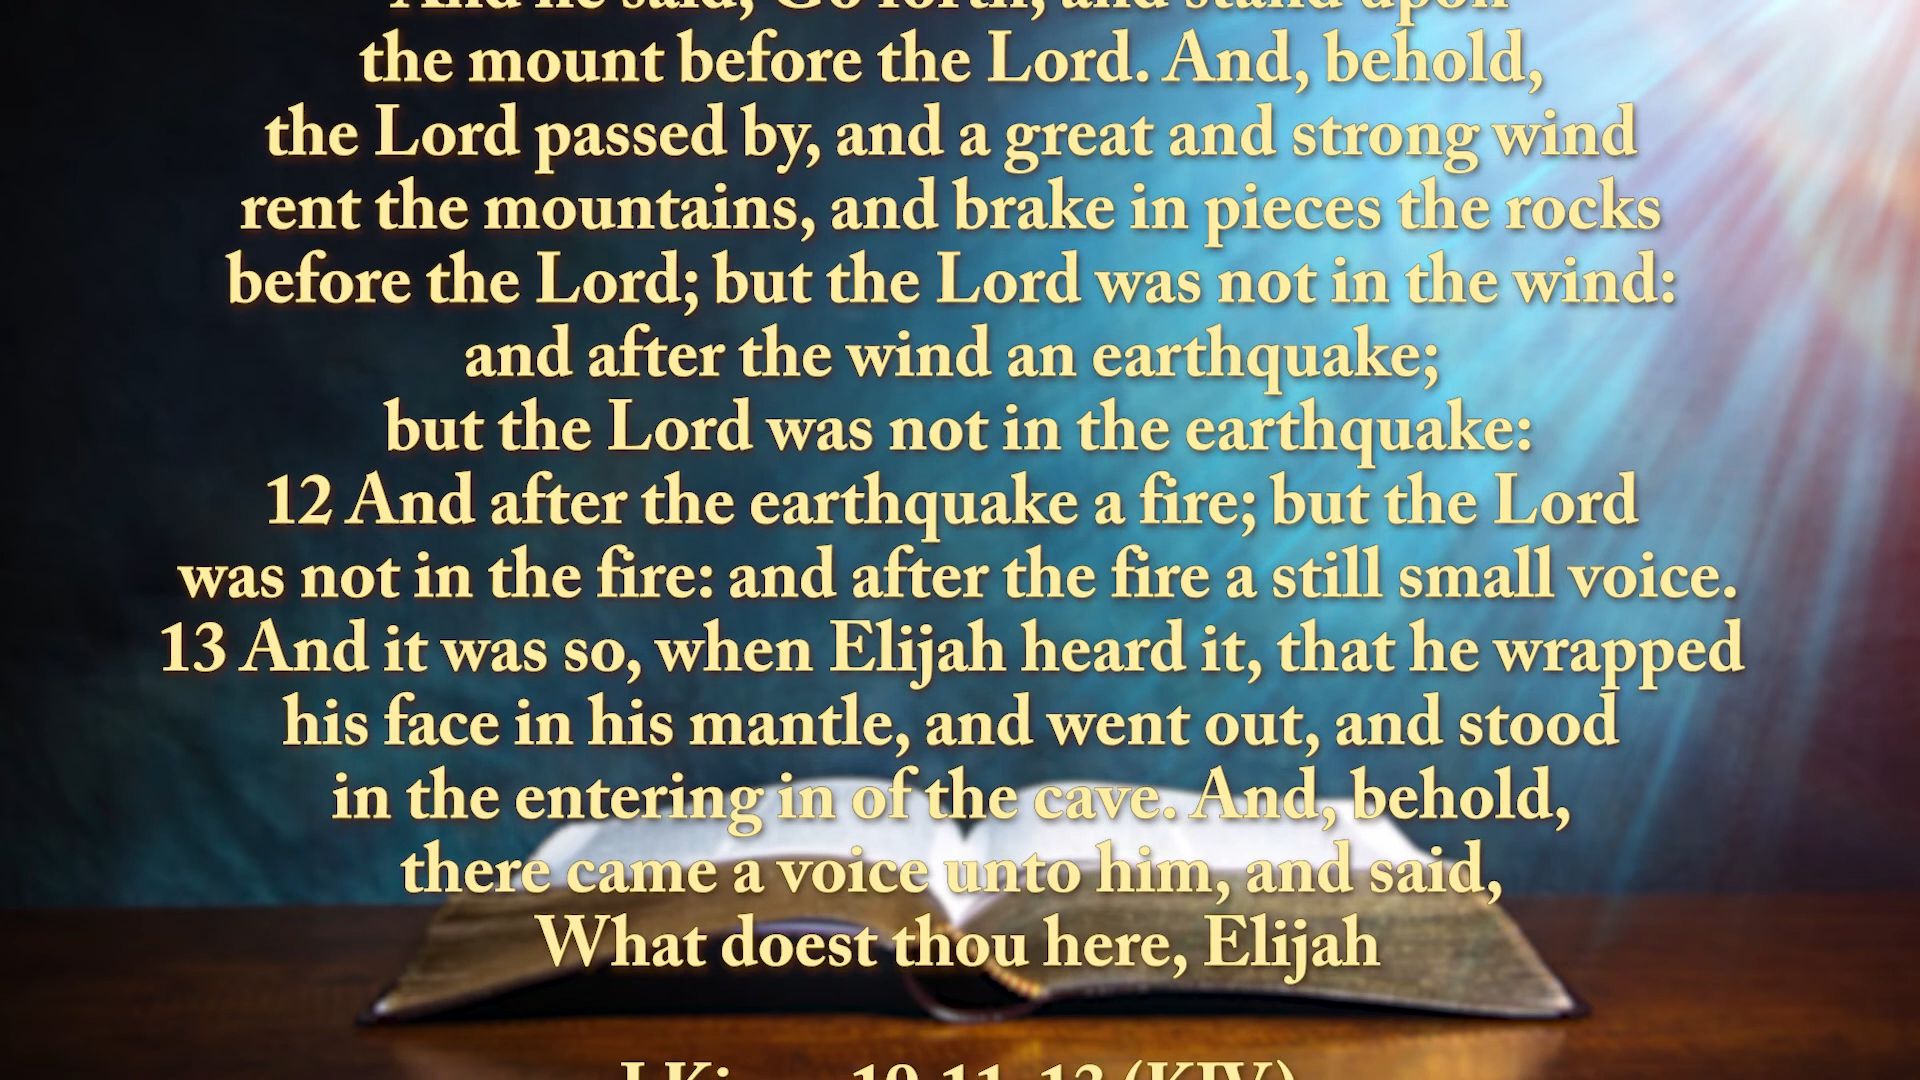 And he said, Go forth, and stand upon
the mount before the Lord. And, behold,
the Lord passed by, and a great and strong wind
rent the mountains, and brake in pieces the rocks
before the Lord; but the Lord was not in the wind:
and after the wind an earthquake;
but the Lord was not in the earthquake:
12 And after the earthquake a fire; but the Lord
was not in the fire: and after the fire a still small voice.
13 And it was so, when Elijah heard it, that he wrapped
his face in his mantle, and went out, and stood
in the entering in of the cave. And, behold,
there came a voice unto him, and said,
What doest thou here, Elijah
I Kings 19:11-13 (KJV)